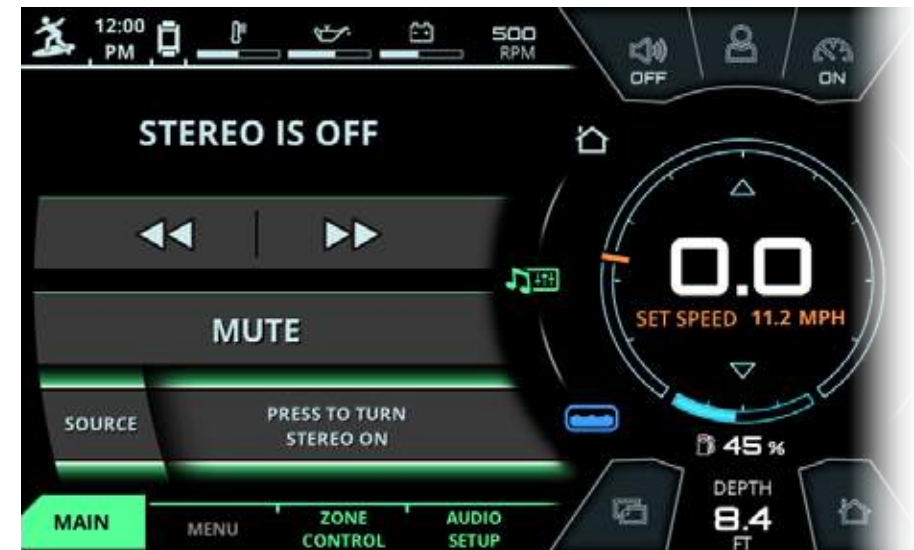 12:00
PM
500
RPM
OFF
ON
STEREO IS OFF
0.0
SET SPEED 11.2 MPH
MUTE
SOURCE
PRESS TO TURN
STEREO ON
45 %
DEPTH
8.4
FT
MAIN
MENU
ZONE
CONTROL
AUDIO
SETUP